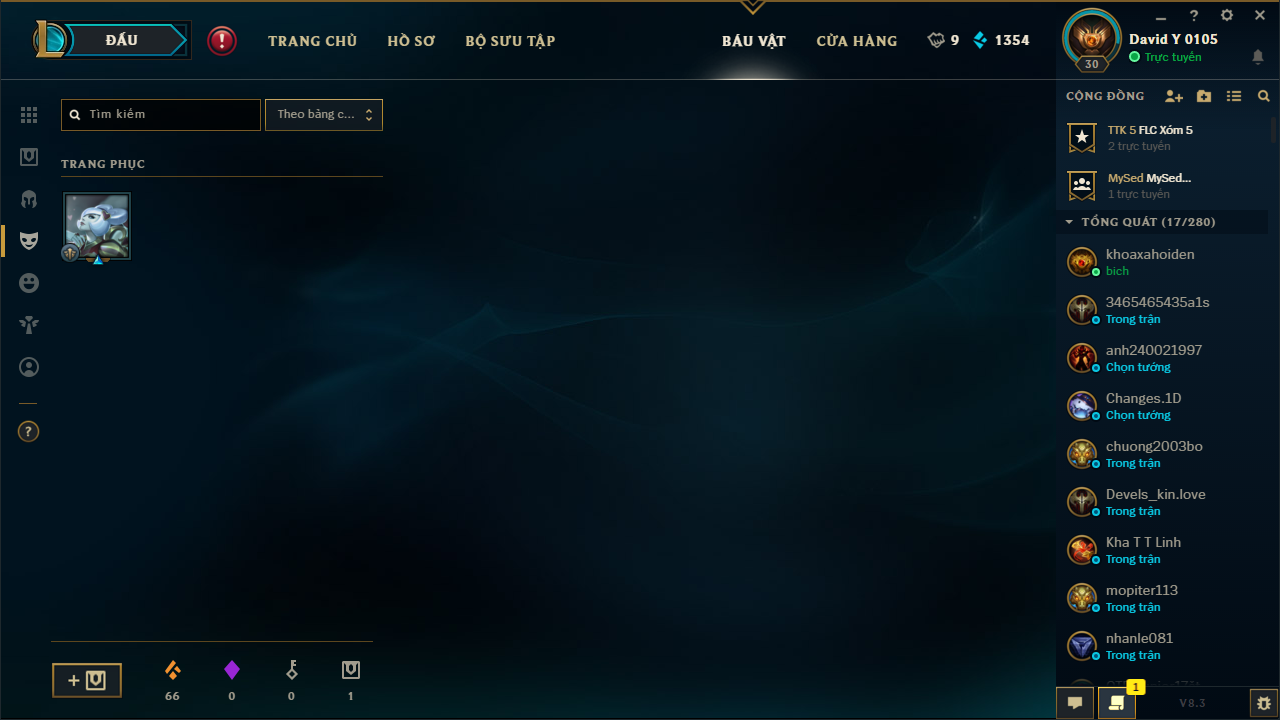 ĐẤU
TRANG CHỦ
HỒ SƠ
BỘ SƯU TẬP
BÁU VẬT
CỬA HÀNG
9
1354
30
David Y 0105
Trực tuyến
Tìm kiếm
Theo bảng c...
TRANG PHỤC
CỘNG ĐỒNG
TTK 5 FLC Xóm 5
2 trực tuyến
MySed MySed...
1 trực tuyến
TỔNG QUÁT (17/280)
khoaxahoiden
bich
3465465435a1s
Trong trận
anh240021997
Chọn tướng
Changes.1D
Chọn tướng
chuong2003bo
Trong trận
Devels_kin.love
Trong trận
Kha T T Linh
Trong trận
mopiter113
Trong trận
nhanle081
Trong trận
66
0
0
1
1
V8.3